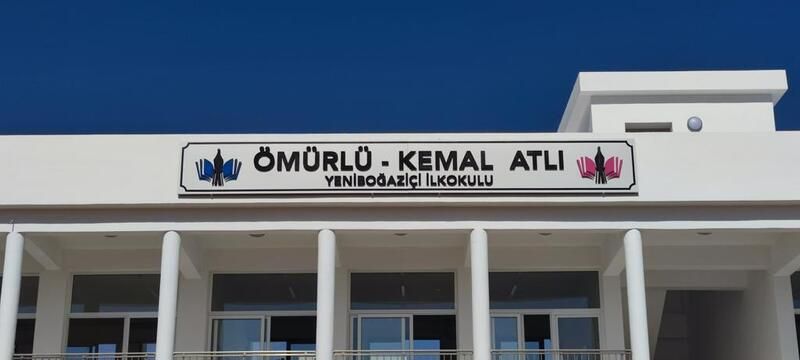 ÖMÜRLÜ - KEMAL ATLI
YENİBOĞAZİÇİ İLKOKULU